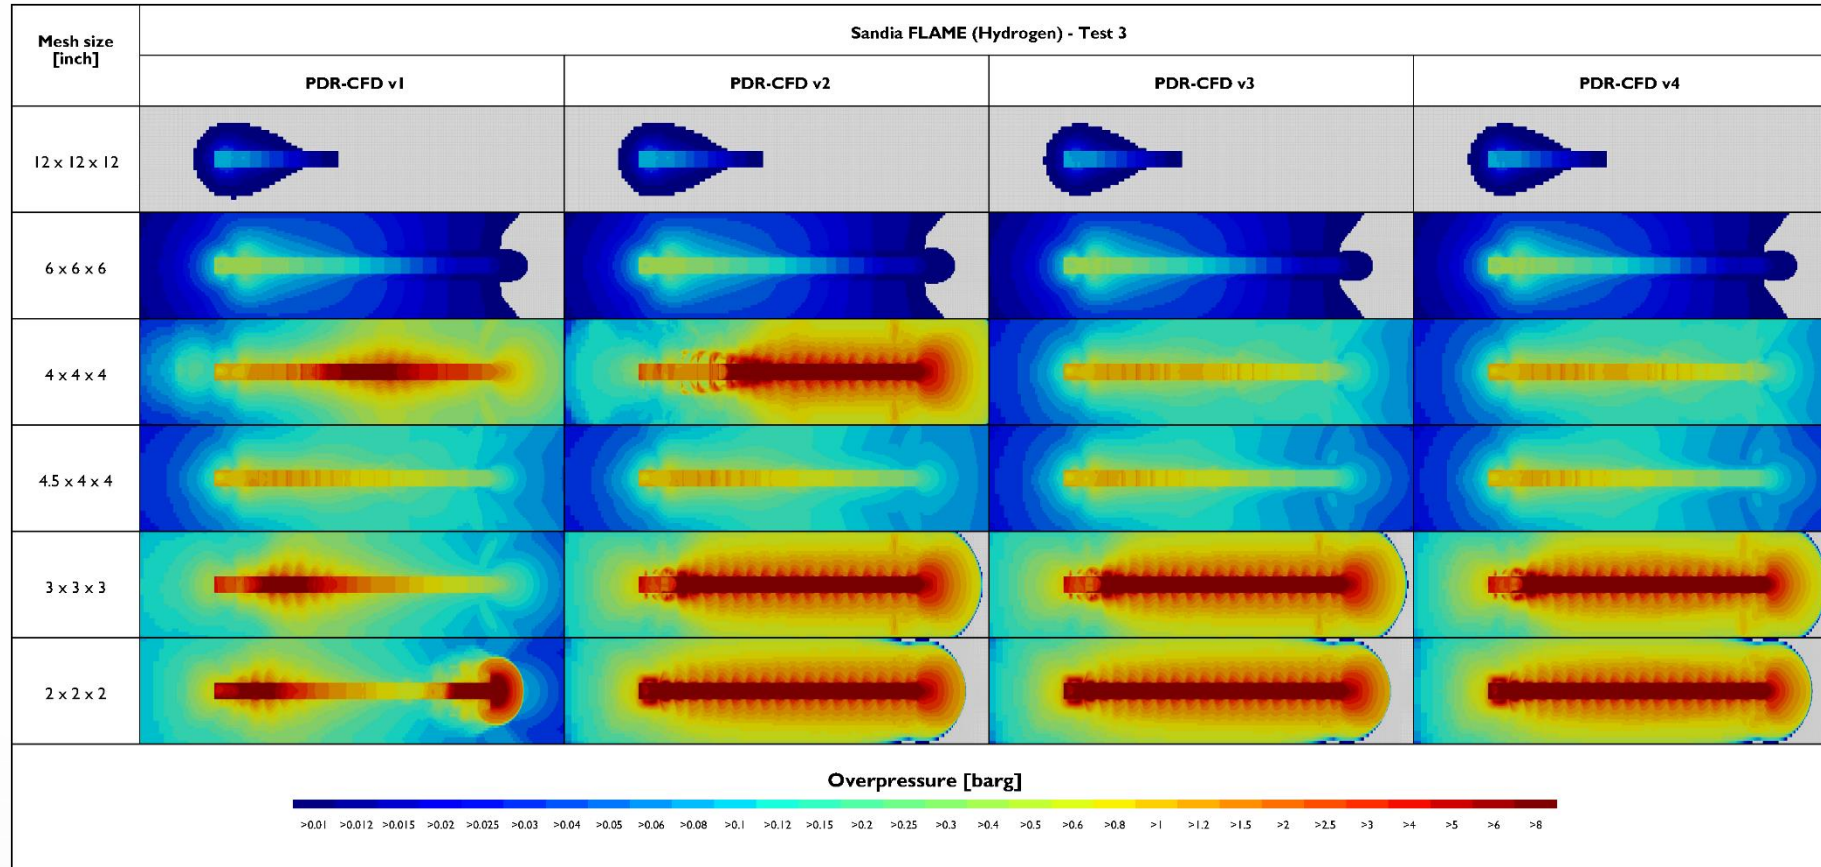 Mesh size
[inch]
Sandia FLAME (Hydrogen) - Test 3
PDR-CFD v1
PDR-CFD v2
PDR-CFD v3
PDR-CFD v4
12 x 12 x 12
6 x 6 x 6
4 x 4 x 4
4.5 x 4 x 4
3 x 3 x 3
2 x 2 x 2
Overpressure [barg]
>0.01 >0.012 >0.015 >0.02 >0.025 >0.03 >0.04 >0.05 >0.06 >0.08 >0.1 >0.12 >0.15 >0.2 >0.25 >0.3 >0.4 >0.5 >0.6 >0.8 >1 >1.2 >1.5 >2 >2.5 >3 >4 >5 >6 >8